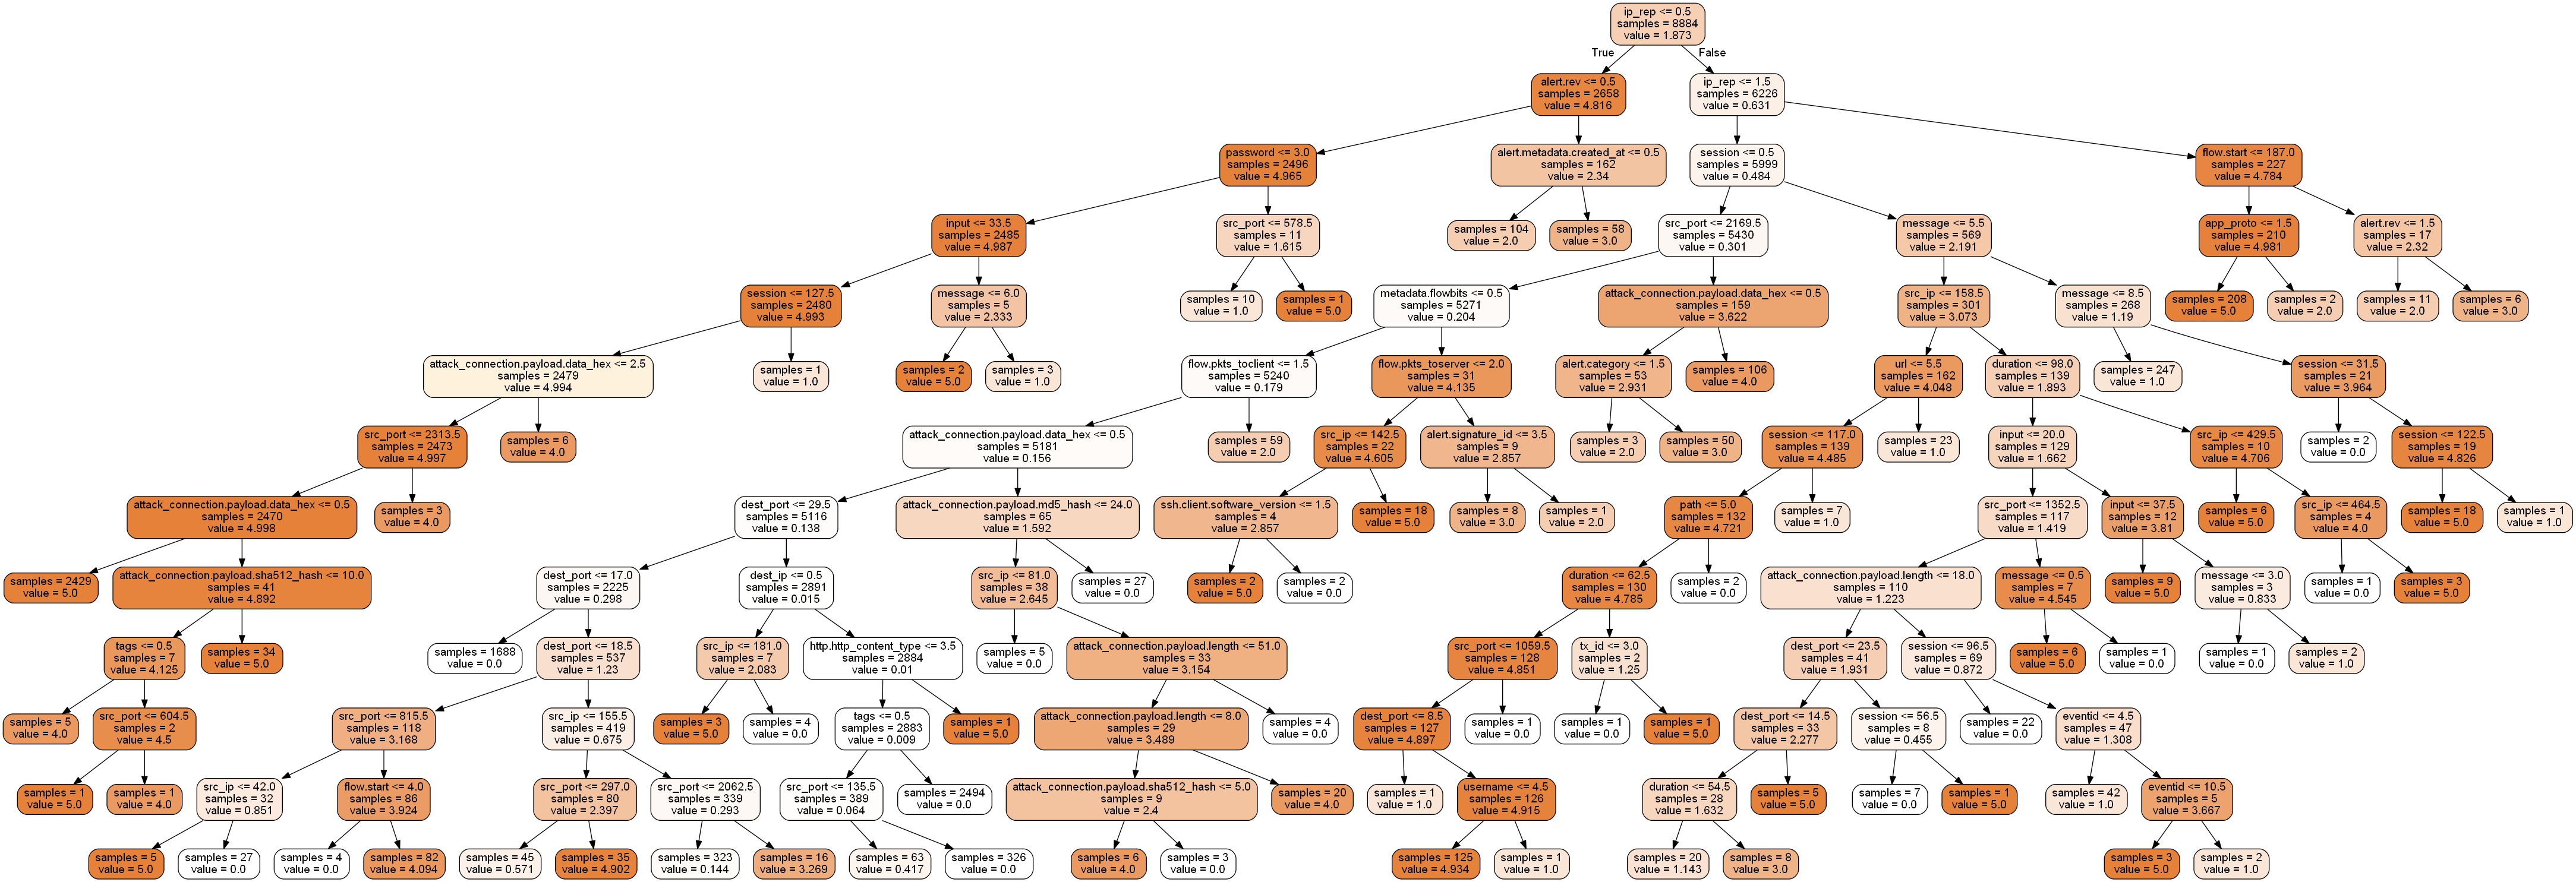 ip_rep <= 0.5
samples = 8884
value = 1.873
True
False
alert.rev <= 0.5
samples = 2658
value = 4.816
ip_rep <= 1.5
samples = 6226
value = 0.631
password <= 3.0
samples = 2496
value = 4.965
alert.metadata.created_at <= 0.5
samples = 162
value = 2.34
session <= 0.5
samples = 5999
value = 0.484
flow.start <= 187.0
samples = 227
value = 4.784
input <= 33.5
samples = 2485
value = 4.987
src_port <= 578.5
samples = 11
value = 1.615
samples = 104
value = 2.0
samples = 58
value = 3.0
src_port <= 2169.5
samples = 5430
value = 0.301
message <= 5.5
samples = 569
value = 2.191
app_proto <= 1.5
samples = 210
value = 4.981
alert.rev <= 1.5
samples = 17
value = 2.32
session <= 127.5
samples = 2480
value = 4.993
message <= 6.0
samples = 5
value = 2.333
samples = 10
value = 1.0
samples = 1
value = 5.0
metadata.flowbits <= 0.5
samples = 5271
value = 0.204
attack_connection.payload.data_hex <= 0.5
samples = 159
value = 3.622
src_ip <= 158.5
samples = 301
value = 3.073
message <= 8.5
samples = 268
value = 1.19
samples = 208
value = 5.0
samples = 2
value = 2.0
samples = 11
value = 2.0
samples = 6
value = 3.0
attack_connection.payload.data_hex <= 2.5
samples = 2479
value = 4.994
samples = 1
value = 1.0
samples = 2
value = 5.0
samples = 3
value = 1.0
flow.pkts_toclient <= 1.5
samples = 5240
value = 0.179
flow.pkts_toserver <= 2.0
samples = 31
value = 4.135
alert.category <= 1.5
samples = 53
value = 2.931
samples = 106
value = 4.0
url <= 5.5
samples = 162
value = 4.048
duration <= 98.0
samples = 139
value = 1.893
samples = 247
value = 1.0
session <= 31.5
samples = 21
value = 3.964
src_port <= 2313.5
samples = 2473
value = 4.997
samples = 6
value = 4.0
attack_connection.payload.data_hex <= 0.5
samples = 5181
value = 0.156
samples = 59
value = 2.0
src_ip <= 142.5
samples = 22
value = 4.605
alert.signature_id <= 3.5
samples = 9
value = 2.857
samples = 3
value = 2.0
samples = 50
value = 3.0
session <= 117.0
samples = 139
value = 4.485
samples = 23
value = 1.0
input <= 20.0
samples = 129
value = 1.662
src_ip <= 429.5
samples = 10
value = 4.706
samples = 2
value = 0.0
session <= 122.5
samples = 19
value = 4.826
attack_connection.payload.data_hex <= 0.5
samples = 2470
value = 4.998
samples = 3
value = 4.0
dest_port <= 29.5
samples = 5116
value = 0.138
attack_connection.payload.md5_hash <= 24.0
samples = 65
value = 1.592
ssh.client.software_version <= 1.5
samples = 4
value = 2.857
samples = 18
value = 5.0
samples = 8
value = 3.0
samples = 1
value = 2.0
path <= 5.0
samples = 132
value = 4.721
samples = 7
value = 1.0
src_port <= 1352.5
samples = 117
value = 1.419
input <= 37.5
samples = 12
value = 3.81
samples = 6
value = 5.0
src_ip <= 464.5
samples = 4
value = 4.0
samples = 18
value = 5.0
samples = 1
value = 1.0
samples = 2429
value = 5.0
attack_connection.payload.sha512_hash <= 10.0
samples = 41
value = 4.892
dest_port <= 17.0
samples = 2225
value = 0.298
dest_ip <= 0.5
samples = 2891
value = 0.015
src_ip <= 81.0
samples = 38
value = 2.645
samples = 27
value = 0.0
samples = 2
value = 5.0
samples = 2
value = 0.0
duration <= 62.5
samples = 130
value = 4.785
samples = 2
value = 0.0
attack_connection.payload.length <= 18.0
samples = 110
value = 1.223
message <= 0.5
samples = 7
value = 4.545
samples = 9
value = 5.0
message <= 3.0
samples = 3
value = 0.833
samples = 1
value = 0.0
samples = 3
value = 5.0
tags <= 0.5
samples = 7
value = 4.125
samples = 34
value = 5.0
samples = 1688
value = 0.0
dest_port <= 18.5
samples = 537
value = 1.23
src_ip <= 181.0
samples = 7
value = 2.083
http.http_content_type <= 3.5
samples = 2884
value = 0.01
samples = 5
value = 0.0
attack_connection.payload.length <= 51.0
samples = 33
value = 3.154
src_port <= 1059.5
samples = 128
value = 4.851
tx_id <= 3.0
samples = 2
value = 1.25
dest_port <= 23.5
samples = 41
value = 1.931
session <= 96.5
samples = 69
value = 0.872
samples = 6
value = 5.0
samples = 1
value = 0.0
samples = 1
value = 0.0
samples = 2
value = 1.0
samples = 5
value = 4.0
src_port <= 604.5
samples = 2
value = 4.5
src_port <= 815.5
samples = 118
value = 3.168
src_ip <= 155.5
samples = 419
value = 0.675
samples = 3
value = 5.0
samples = 4
value = 0.0
tags <= 0.5
samples = 2883
value = 0.009
samples = 1
value = 5.0
attack_connection.payload.length <= 8.0
samples = 29
value = 3.489
samples = 4
value = 0.0
dest_port <= 8.5
samples = 127
value = 4.897
samples = 1
value = 0.0
samples = 1
value = 0.0
samples = 1
value = 5.0
dest_port <= 14.5
samples = 33
value = 2.277
session <= 56.5
samples = 8
value = 0.455
samples = 22
value = 0.0
eventid <= 4.5
samples = 47
value = 1.308
samples = 1
value = 5.0
samples = 1
value = 4.0
src_ip <= 42.0
samples = 32
value = 0.851
flow.start <= 4.0
samples = 86
value = 3.924
src_port <= 297.0
samples = 80
value = 2.397
src_port <= 2062.5
samples = 339
value = 0.293
src_port <= 135.5
samples = 389
value = 0.064
samples = 2494
value = 0.0
attack_connection.payload.sha512_hash <= 5.0
samples = 9
value = 2.4
samples = 20
value = 4.0
samples = 1
value = 1.0
username <= 4.5
samples = 126
value = 4.915
duration <= 54.5
samples = 28
value = 1.632
samples = 5
value = 5.0
samples = 7
value = 0.0
samples = 1
value = 5.0
samples = 42
value = 1.0
eventid <= 10.5
samples = 5
value = 3.667
samples = 5
value = 5.0
samples = 27
value = 0.0
samples = 4
value = 0.0
samples = 82
value = 4.094
samples = 45
value = 0.571
samples = 35
value = 4.902
samples = 323
value = 0.144
samples = 16
value = 3.269
samples = 63
value = 0.417
samples = 326
value = 0.0
samples = 6
value = 4.0
samples = 3
value = 0.0
samples = 125
value = 4.934
samples = 1
value = 1.0
samples = 20
value = 1.143
samples = 8
value = 3.0
samples = 3
value = 5.0
samples = 2
value = 1.0